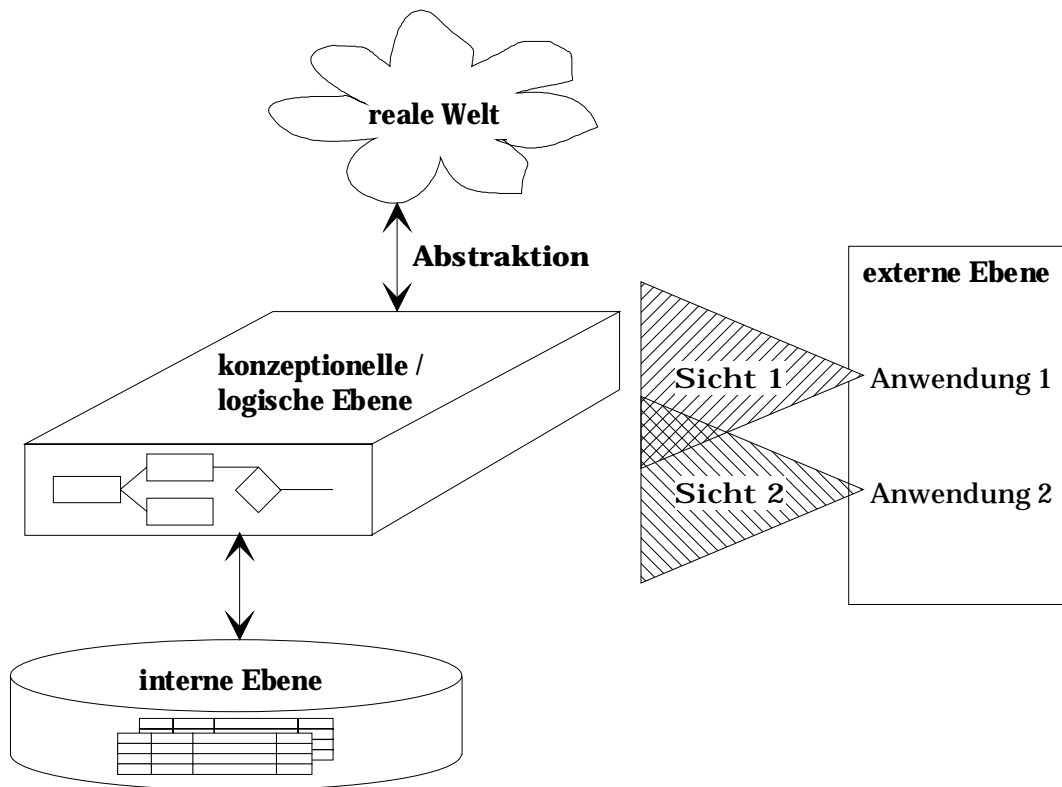 reale Welt
Abstraktion
externe Ebene
konzeptionelle /
logische Ebene
Sicht 1
Anwendung 1
Sicht 2
Anwendung 2
interne Ebene